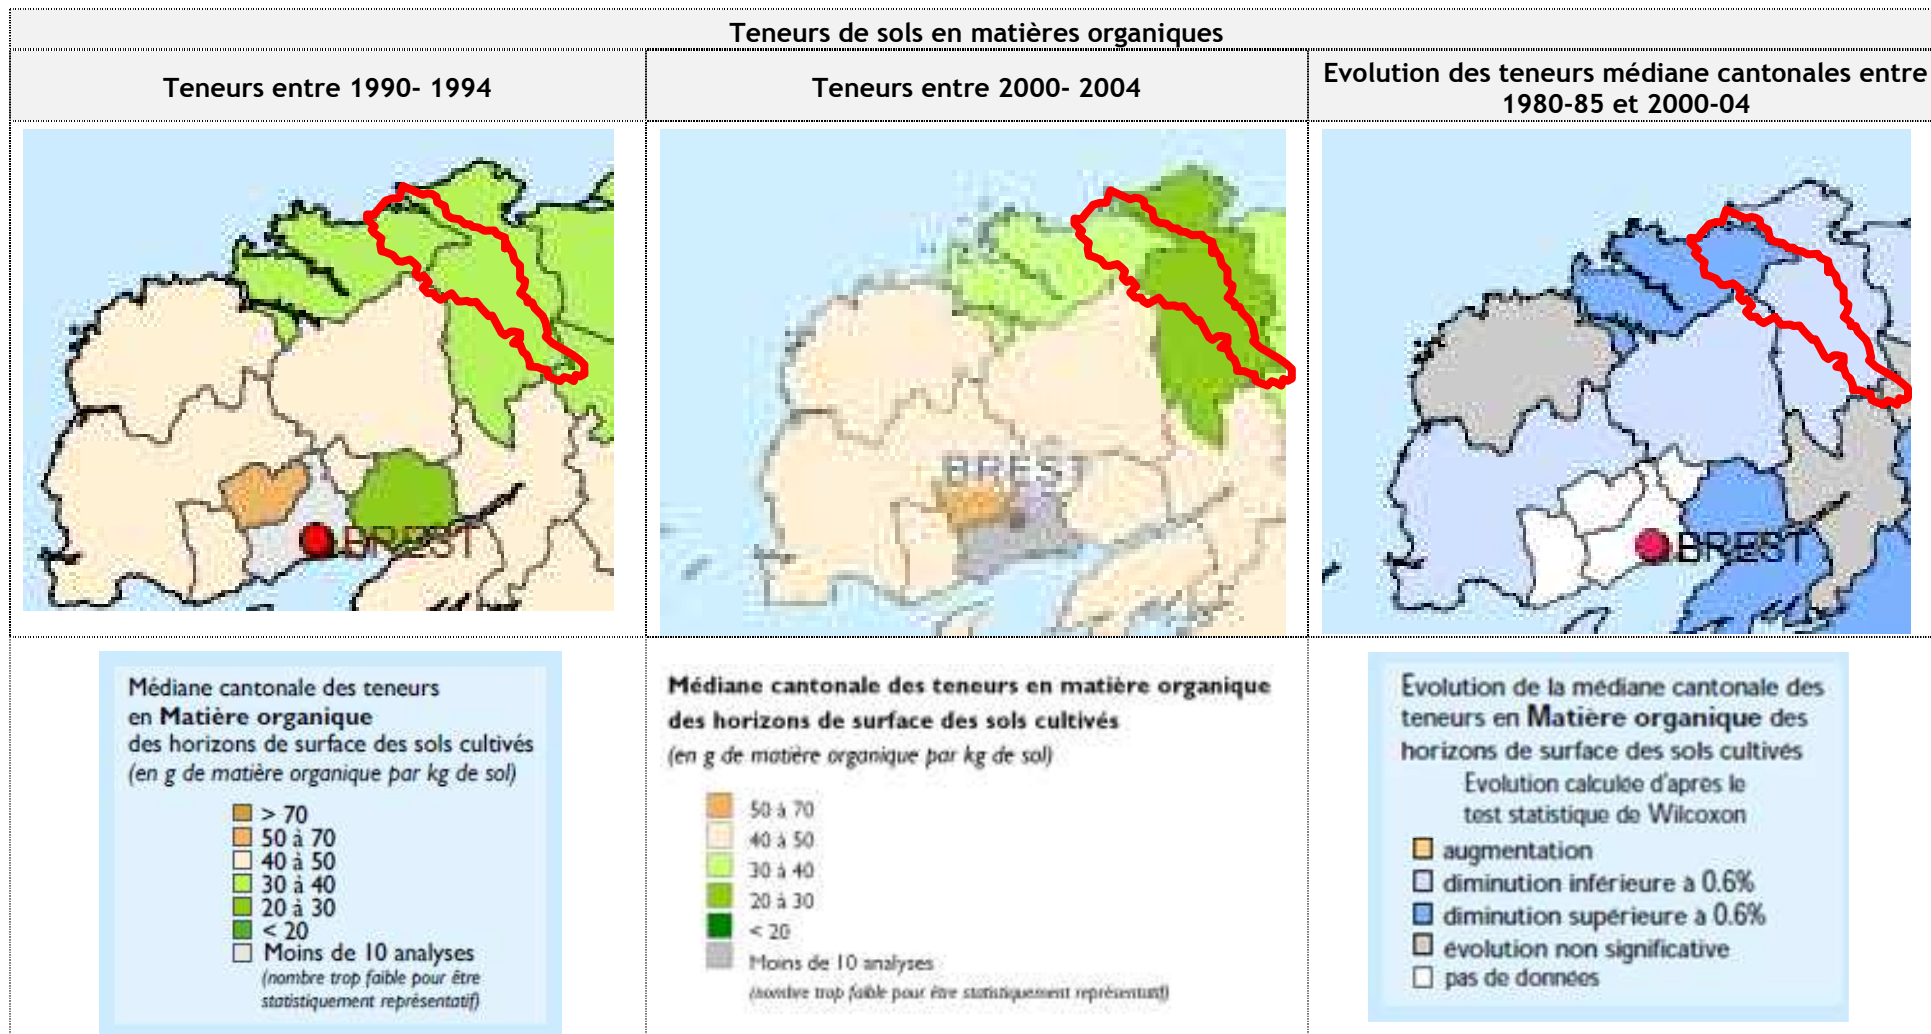 Teneurs de sols en matières organiques
Teneurs entre 1990- 1994
Teneurs entre 2000- 2004
Evolution des teneurs médiane cantonales entre
1980-85 et 2000-04
BREST
BREST
BREST
Médiane cantonale des teneurs
en Matière organique
des horizons de surface des sols cultivés
(en g de matière organique par kg de sol)
> 70
50 à 70
40 à 50
30 à 40
20 à 30
< 20
Moins de 10 analyses
(nombre trop faible pour être
statistiquement représentatif)
Médiane cantonale des teneurs en matière organique
des horizons de surface des sols cultivés
(en g de matière organique par kg de sol)
50 à 70
40 à 50
30 à 40
20 à 30
< 20
Moins de 10 analyses
(nombre trop faible pour être statistiquement représentatif)
Evolution de la médiane cantonale des
teneurs en Matière organique des
horizons de surface des sols cultivés
Evolution calculée d'après le
test statistique de Wilcoxon
augmentation
diminution inférieure à 0.6%
diminution supérieure à 0.6%
évolution non significative
pas de données